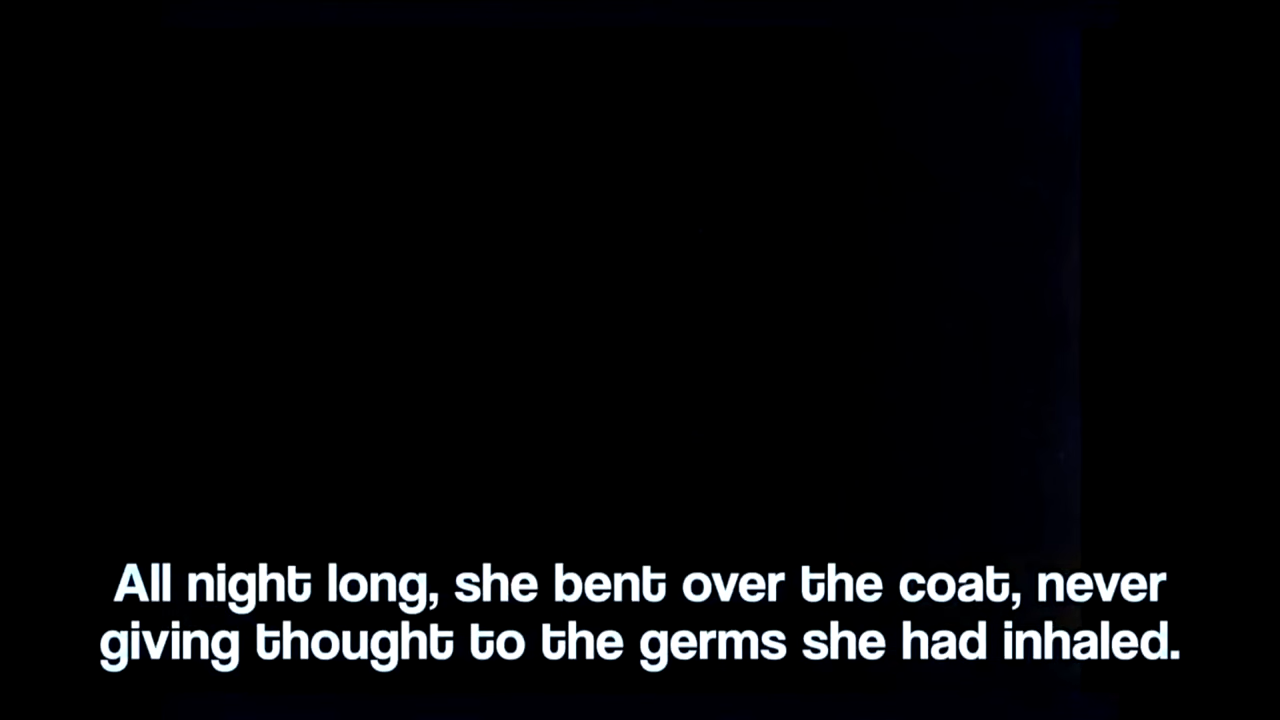 All night long, she bent over the coat, never
giving thought to the germs she had inhaled.